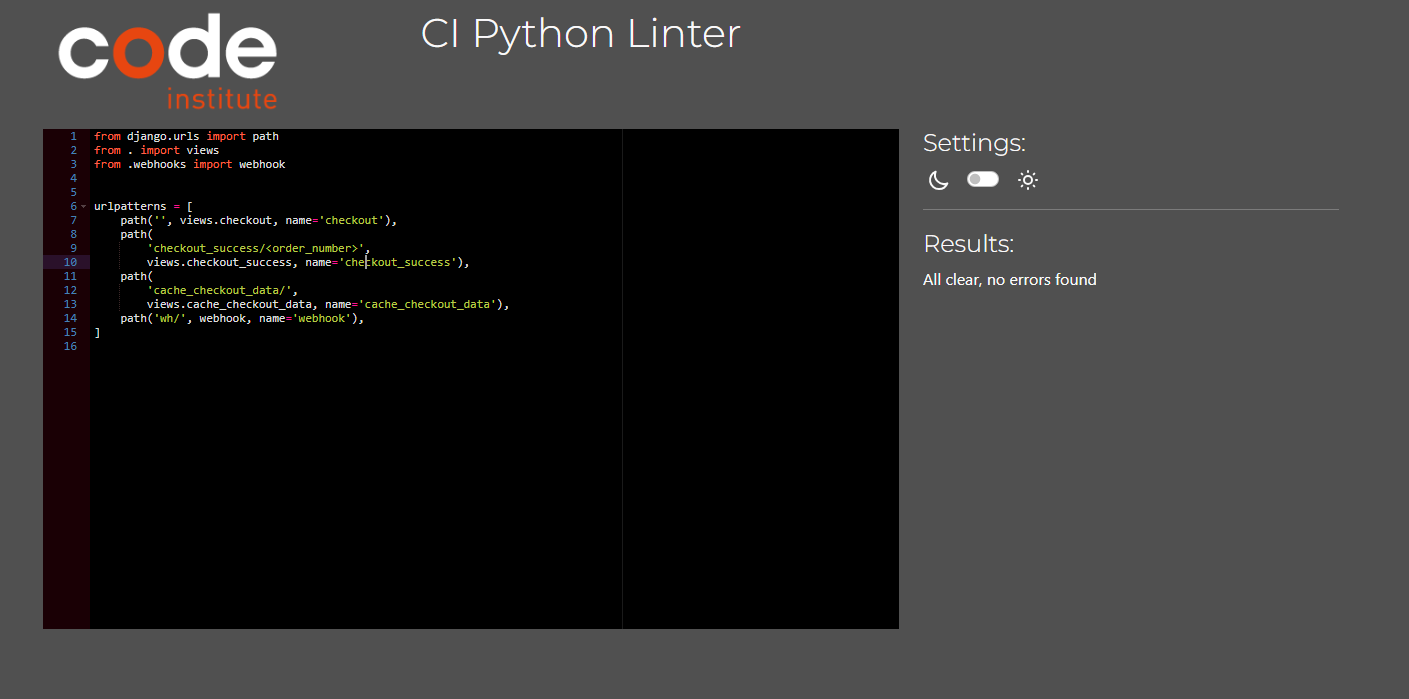 code
institute
CI Python Linter
1 from django.urls import path
2 from . import views
3 from .webhooks import webhook
4
5
6 urlpatterns = [
7     path('', views.checkout, name='checkout'),
8     path(
9         'checkout_success/<order_number>',
10         views.checkout_success, name='checkout_success'),
11     path(
12         'cache_checkout_data/',
13         views.cache_checkout_data, name='cache_checkout_data'),
14     path('wh/', webhook, name='webhook'),
15 ]
16
Settings:
Results:
All clear, no errors found